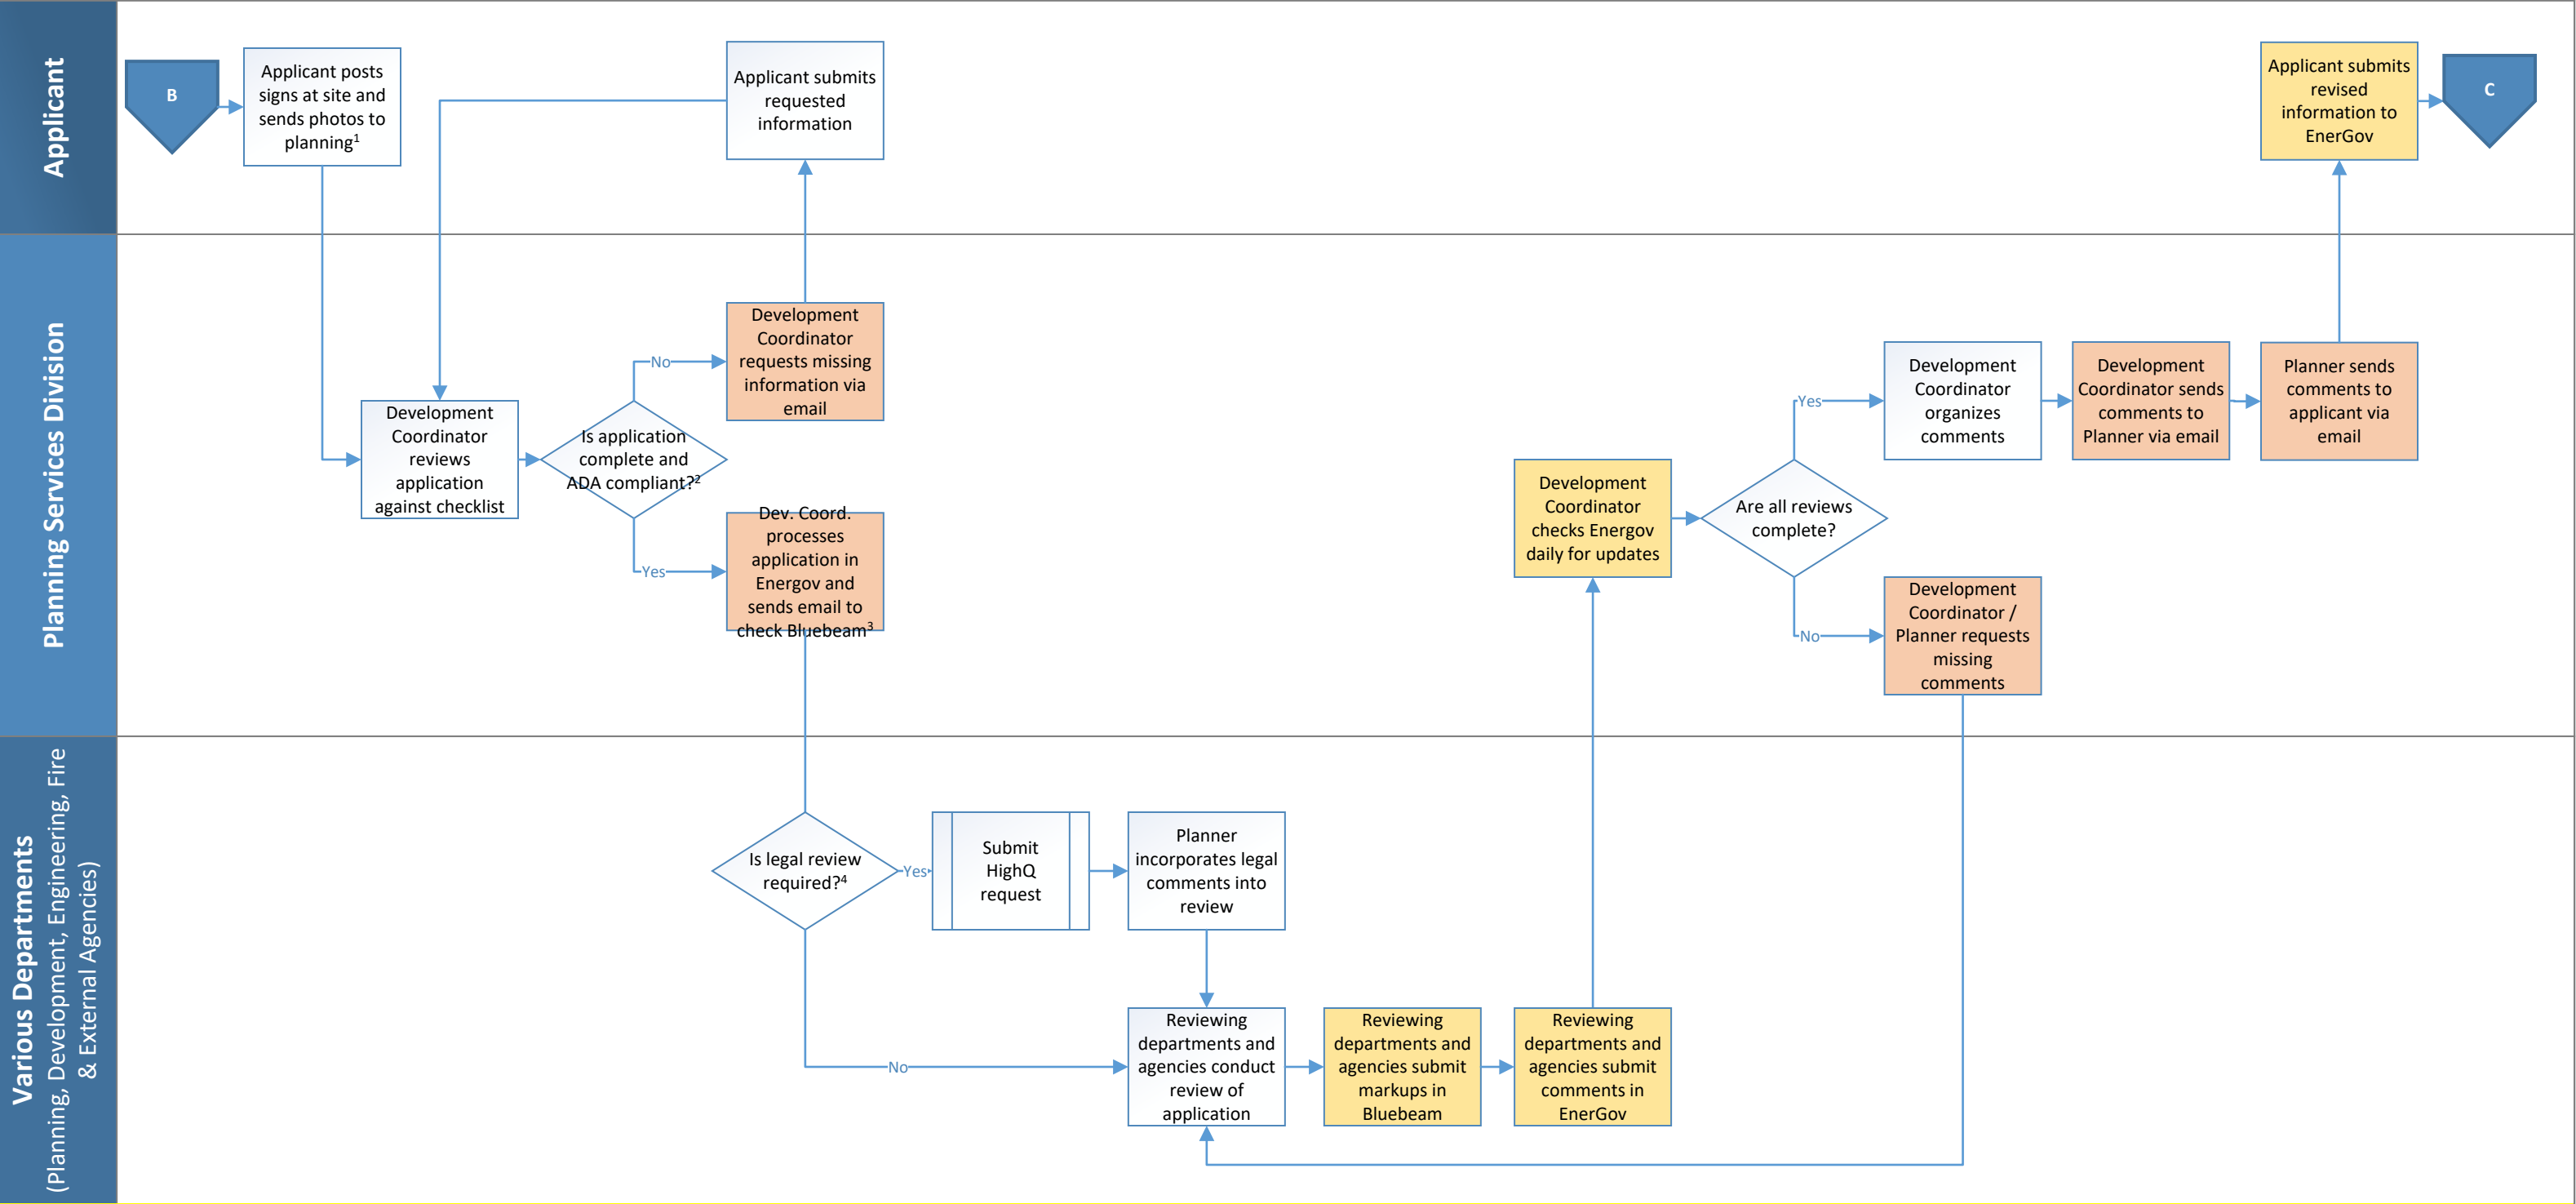 Applicant
B
Applicant posts
signs at site and
sends photos to
planning1
Applicant submits
requested
information
Applicant submits
revised
information to
EnerGov
C
Planning Services Division
Development
Coordinator
reviews
application
against checklist
Is application
complete and
ADA compliant?2
No
Development
Coordinator
requests missing
information via
email
Yes
Dev. Coord.
processes
application in
Energov and
sends email to
check Bluebeam3
Development
Coordinator
checks Energov
daily for updates
Are all reviews
complete?
Yes
Development
Coordinator
organizes
comments
Development
Coordinator sends
comments to
Planner via email
Planner sends
comments to
applicant via
email
No
Development
Coordinator /
Planner requests
missing
comments
Various Departments
(Planning, Development, Engineering, Fire
& External Agencies)
Is legal review
required?4
Yes
Submit
HighQ
request
Planner
incorporates legal
comments into
review
No
Reviewing
departments and
agencies conduct
review of
application
Reviewing
departments and
agencies submit
markups in
Bluebeam
Reviewing
departments and
agencies submit
comments in
EnerGov